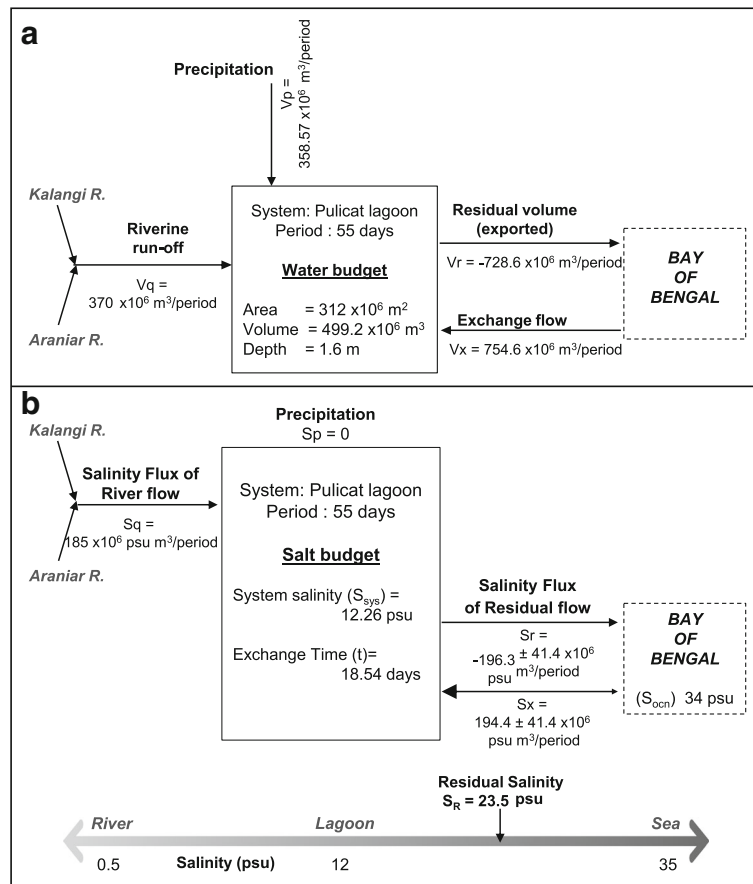 a
Precipitation
Vp =
358.57 x10⁶ m³/period
Kalangi R.
Riverine
run-off
Vq =
370 x10⁶ m³/period
Araniar R.
System: Pulicat lagoon
Period : 55 days
Water budget
Area = 312 x10⁶ m²
Volume = 499.2 x10⁶ m³
Depth = 1.6 m
Residual volume
(exported)
Vr = -728.6 x10⁶ m³/period
Exchange flow
Vx = 754.6 x10⁶ m³/period
BAY
OF
BENGAL
b
Precipitation
Sp = 0
Kalangi R.
Salinity Flux of
River flow
Sq =
185 x10⁶ psu m³/period
Araniar R.
System: Pulicat lagoon
Period : 55 days
Salt budget
System salinity (Ssys) =
12.26 psu
Exchange Time (t)=
18.54 days
Salinity Flux
of Residual flow
Sr =
-196.3 ± 41.4 x10⁶
psu m³/period
Sx =
194.4 ± 41.4 x10⁶
psu m³/period
BAY
OF
BENGAL
(Socn) 34 psu
Residual Salinity
SR = 23.5 psu
River Lagoon Sea
0.5 Salinity (psu) 12 35